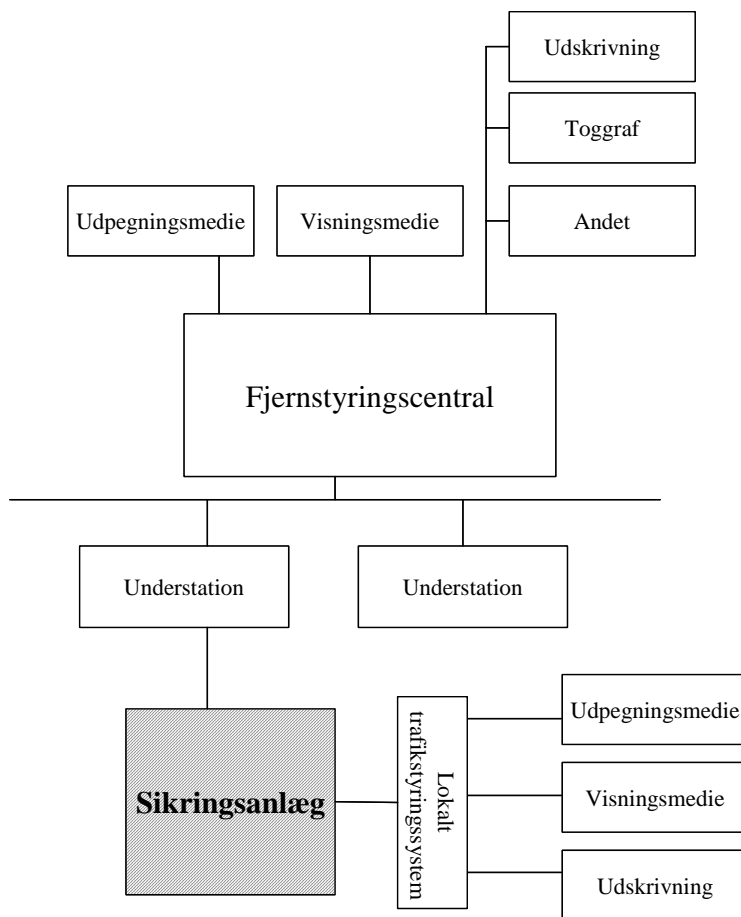 Udskrivning
Toggraf
Udpegningsmedie
Visningsmedie
Andet
Fjernstyringscentral
Understation
Understation
Sikringsanlæg
Lokalt
trafikstyringssystem
Udpegningsmedie
Visningsmedie
Udskrivning